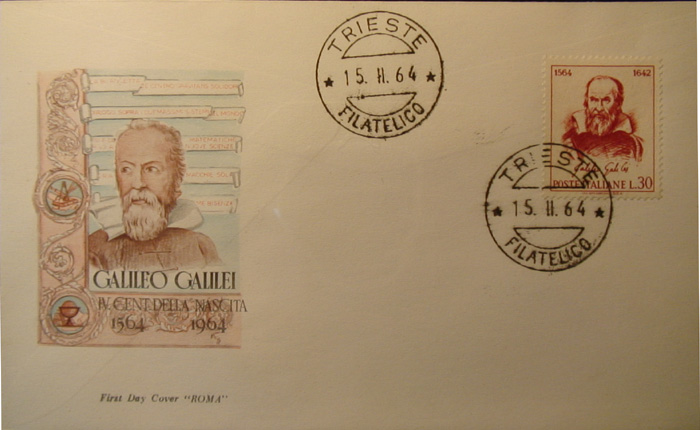 TRIESTE
★ 15. II. 64 ★
FILATELICO
1564 1642
POSTE ITALIANE L.30
TRIESTE
★ 15. II. 64 ★
FILATELICO
MATEMATICHE
GALILEO GALILEI
IV CENT. DELLA NASCITA
1564 1964
First Day Cover "ROMA"